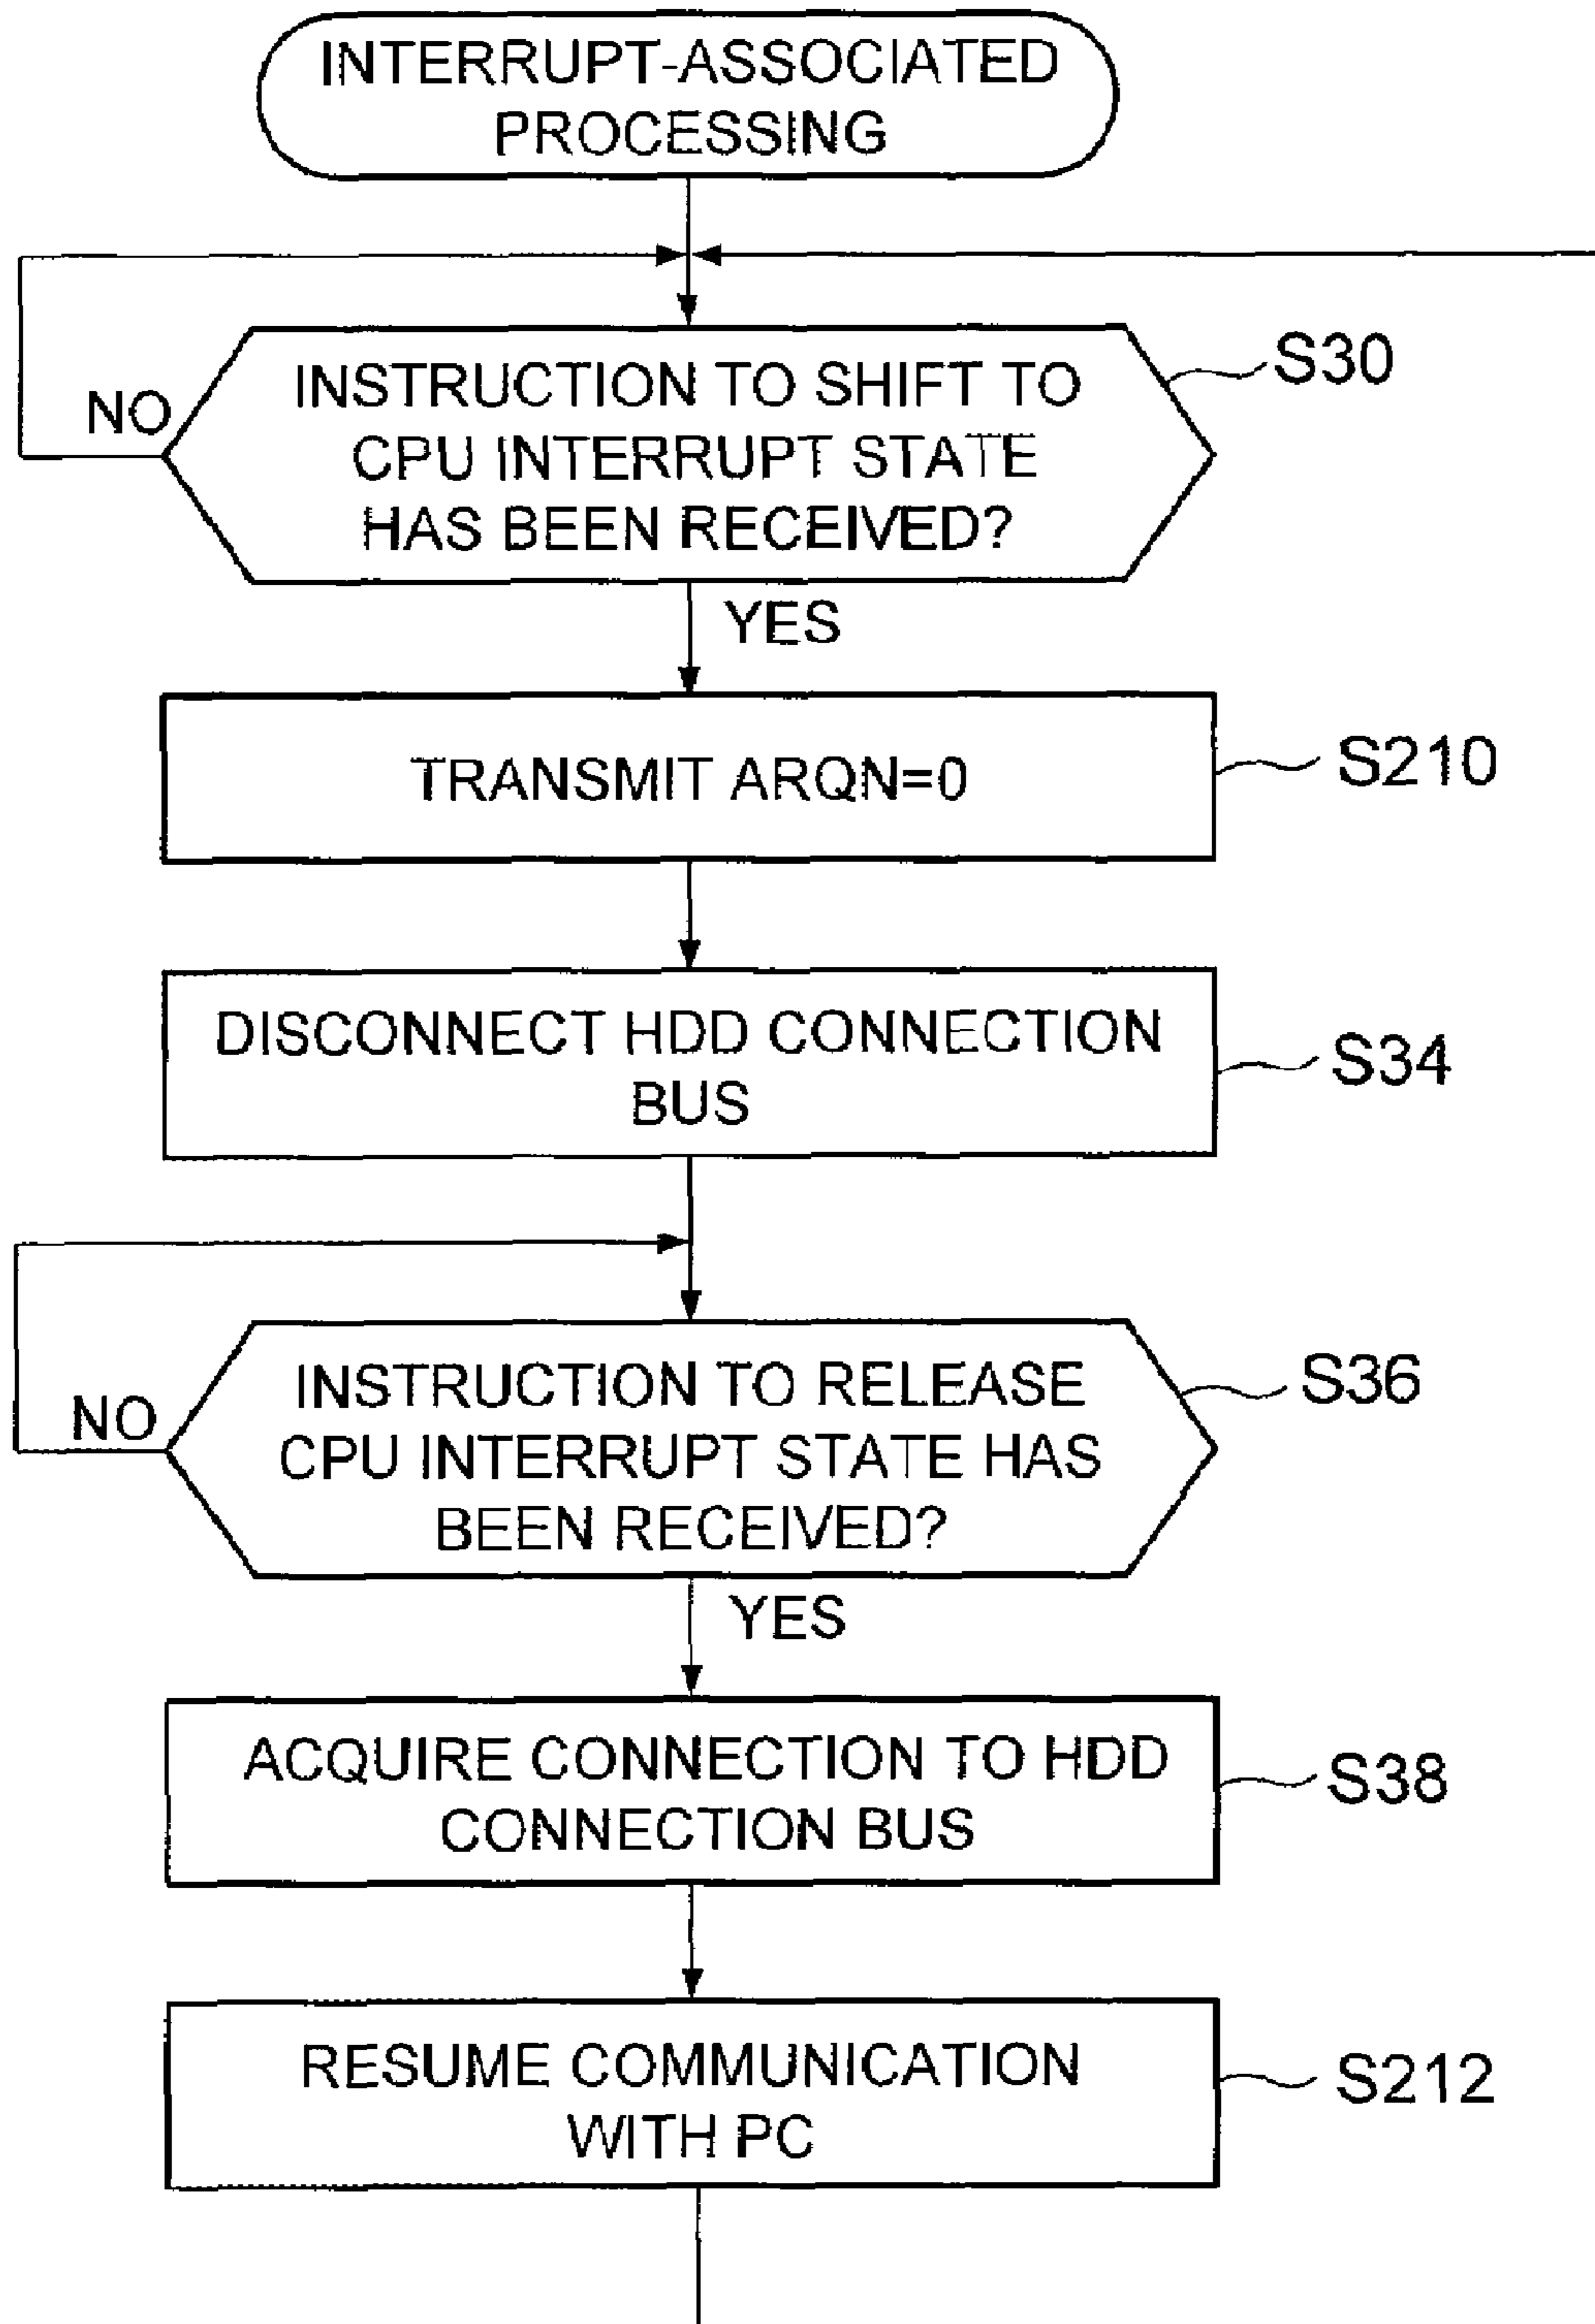 INTERRUPT-ASSOCIATED
PROCESSING
INSTRUCTION TO SHIFT TO
CPU INTERRUPT STATE
HAS BEEN RECEIVED?
S30
NO
YES
TRANSMIT ARQN=0
S210
DISCONNECT HDD CONNECTION
BUS
S34
INSTRUCTION TO RELEASE
CPU INTERRUPT STATE HAS
BEEN RECEIVED?
S36
NO
YES
ACQUIRE CONNECTION TO HDD
CONNECTION BUS
S38
RESUME COMMUNICATION
WITH PC
S212